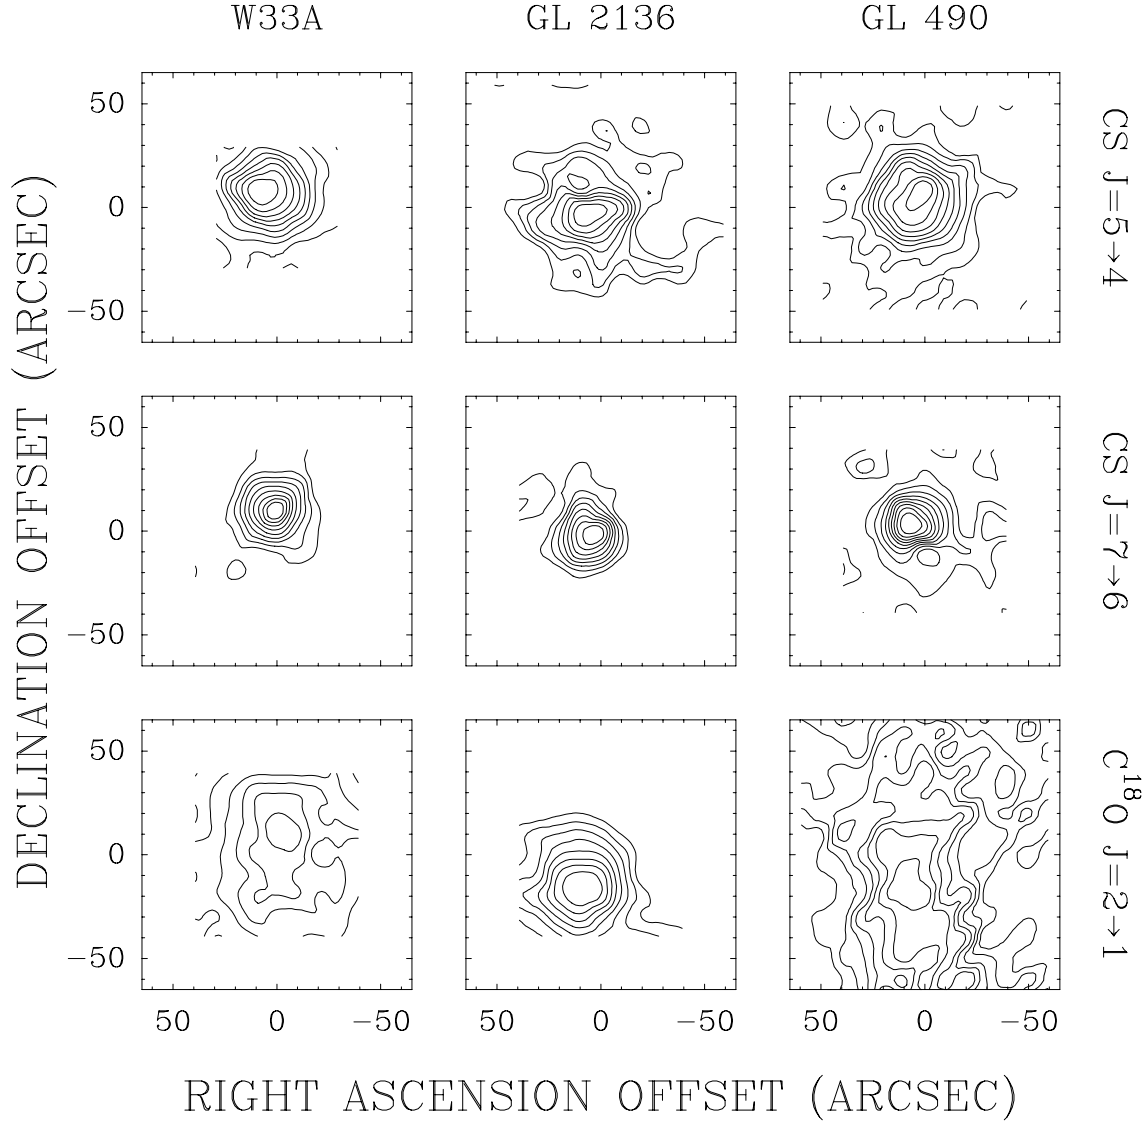 W33A GL 2136 GL 490
50
0
−50
CS J=5→4
50
0
−50
CS J=7→6
50
0
−50
C¹⁸O J=2→1
50 0 −50 50 0 −50 50 0 −50
DECLINATION OFFSET (ARCSEC)
RIGHT ASCENSION OFFSET (ARCSEC)